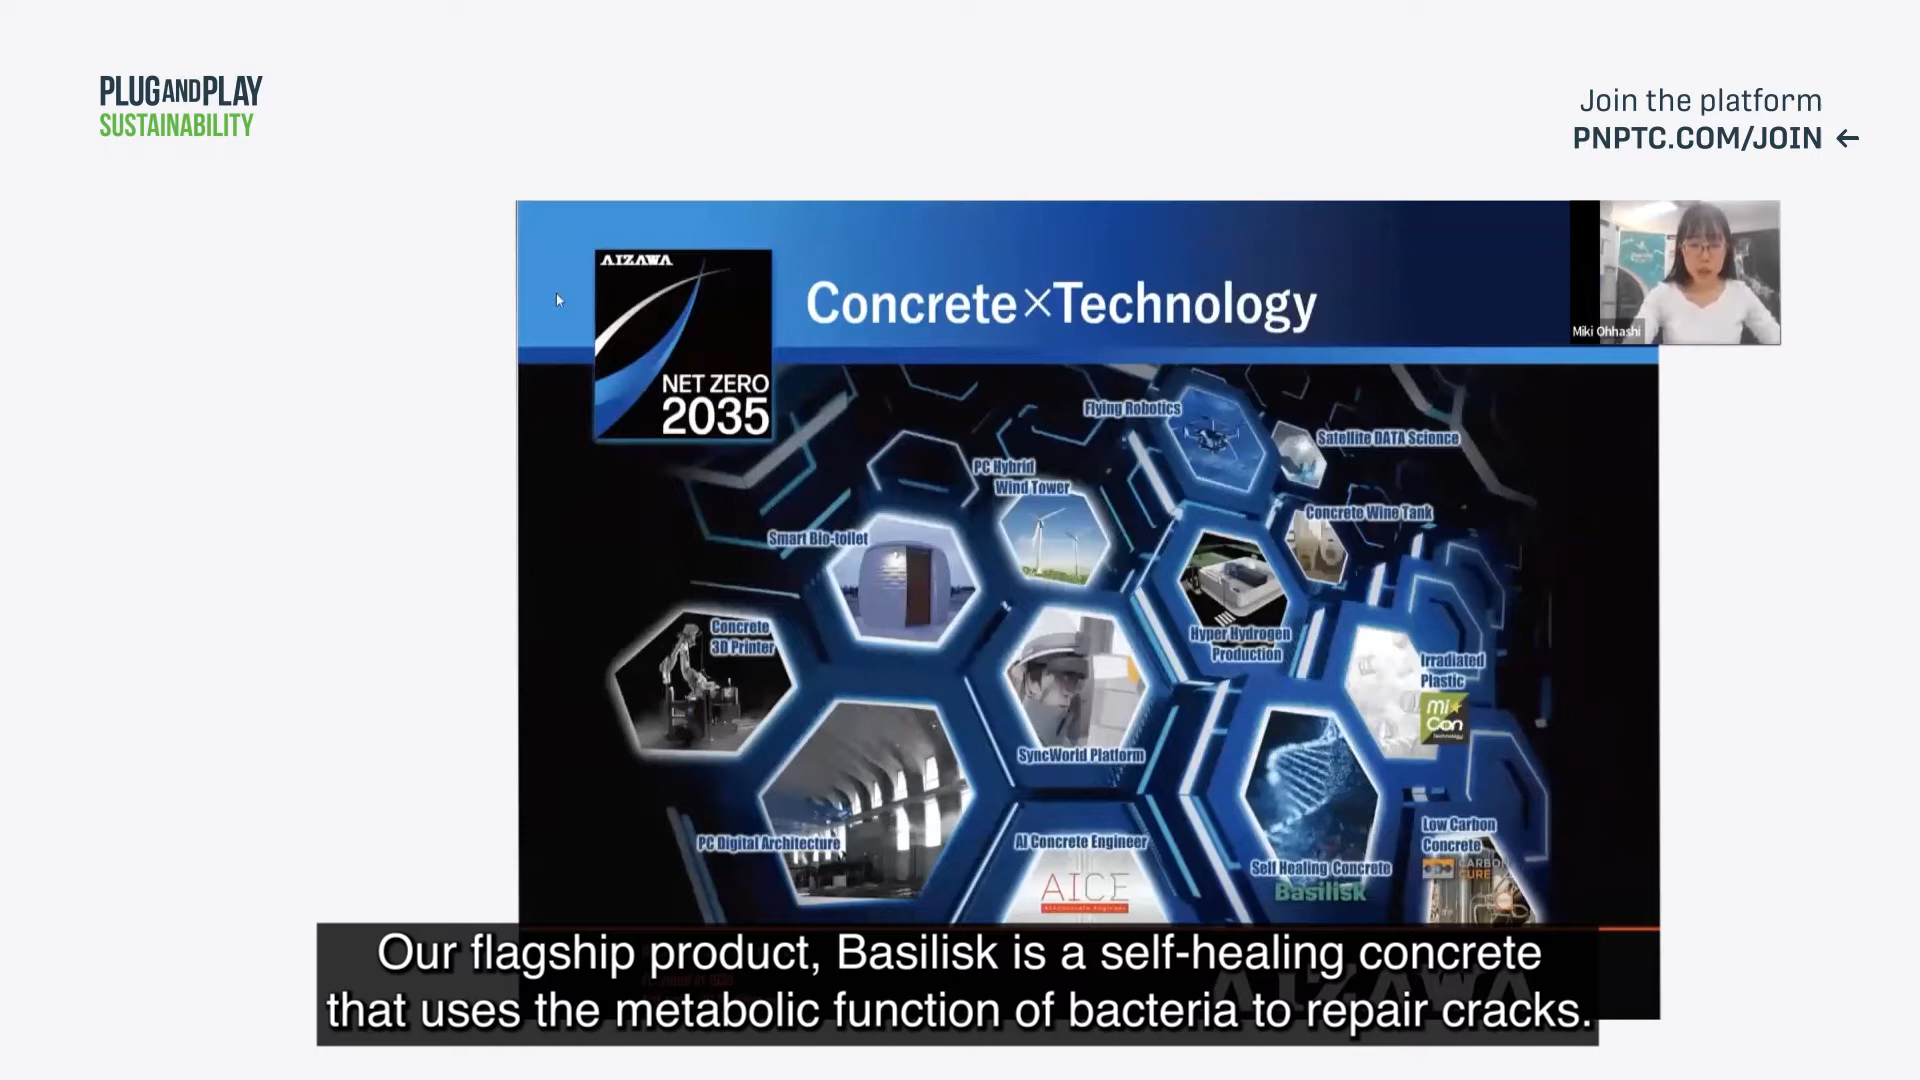 PLUGANDPLAY
SUSTAINABILITY
Join the platform
PNPTC.COM/JOIN ←
AIZAWA
NET ZERO
2035
Concrete×Technology
Miki Ohhashi
Flying Robotics
Satellite DATA Science
PC Hybrid
Wind Tower
Concrete Wine Tank
Smart Bio-toilet
Concrete
3D Printer
Hyper Hydrogen
Production
Irradiated
Plastic
mi
Con
technology
SyncWorld Platform
PC Digital Architecture
AI Concrete Engineer
AICE
Self Healing Concrete
Basilisk
Low Carbon
Concrete
CARBON
CURE
Our flagship product, Basilisk is a self-healing concrete
that uses the metabolic function of bacteria to repair cracks.